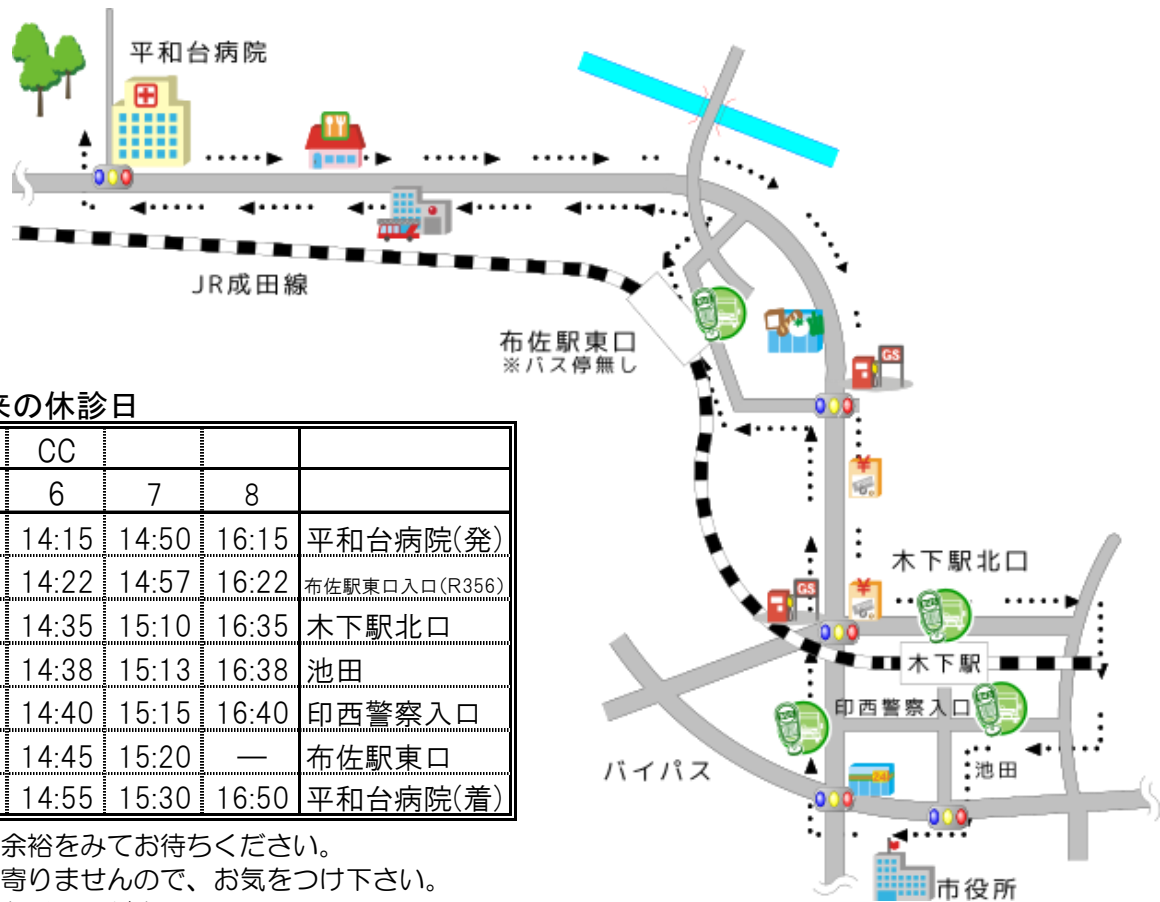 平和台病院
JR成田線
布佐駅東口
※バス停無し
GS
¥
GS
¥
木下駅北口
木下駅
印西警察入口
池田
バイパス
24
市役所
来の休診日
CC
6 7 8
14:15 14:50 16:15 平和台病院(発)
14:22 14:57 16:22 布佐駅東口入口(R356)
14:35 15:10 16:35 木下駅北口
14:38 15:13 16:38 池田
14:40 15:15 16:40 印西警察入口
14:45 15:20 — 布佐駅東口
14:55 15:30 16:50 平和台病院(着)
余裕をみてお待ちください。
寄りませんので、お気をつけ下さい。